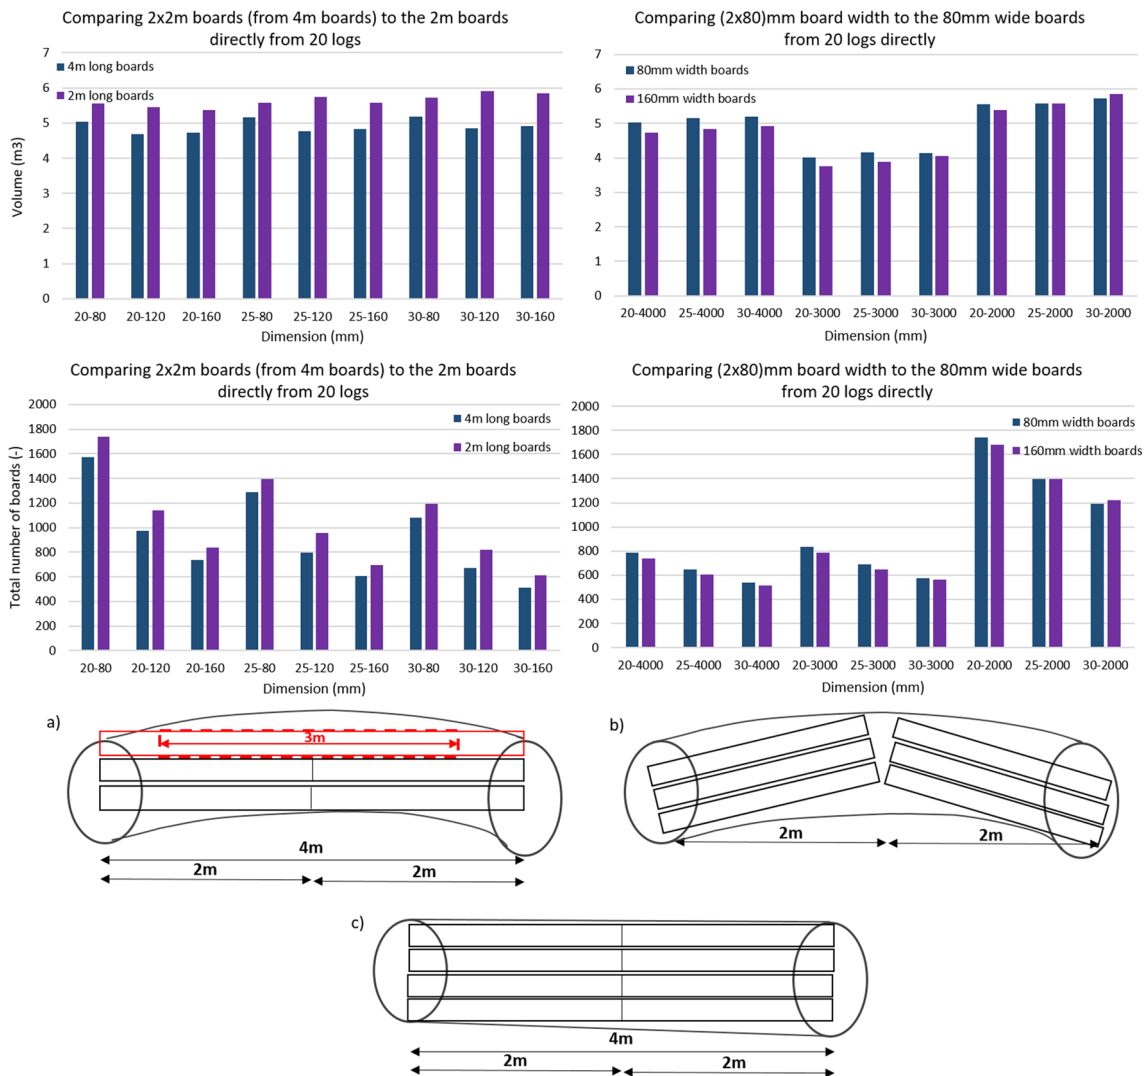 Comparing 2x2m boards (from 4m boards) to the 2m boards
directly from 20 logs
7
6
5
4
3
2
1
0
Volume (m3)
4m long boards
2m long boards
20-80 20-120 20-160 25-80 25-120 25-160 30-80 30-120 30-160
Dimension (mm)
Comparing (2x80)mm board width to the 80mm wide boards
from 20 logs directly
7
6
5
4
3
2
1
0
80mm width boards
160mm width boards
20-4000 25-4000 30-4000 20-3000 25-3000 30-3000 20-2000 25-2000 30-2000
Dimension (mm)
Comparing 2x2m boards (from 4m boards) to the 2m boards
directly from 20 logs
2000
1800
1600
1400
1200
1000
800
600
400
200
0
Total number of boards (-)
4m long boards
2m long boards
20-80 20-120 20-160 25-80 25-120 25-160 30-80 30-120 30-160
Dimension (mm)
Comparing (2x80)mm board width to the 80mm wide boards
from 20 logs directly
2000
1800
1600
1400
1200
1000
800
600
400
200
0
80mm width boards
160mm width boards
20-4000 25-4000 30-4000 20-3000 25-3000 30-3000 20-2000 25-2000 30-2000
Dimension (mm)
a)
3m
4m
2m 2m
b)
2m 2m
c)
4m
2m 2m